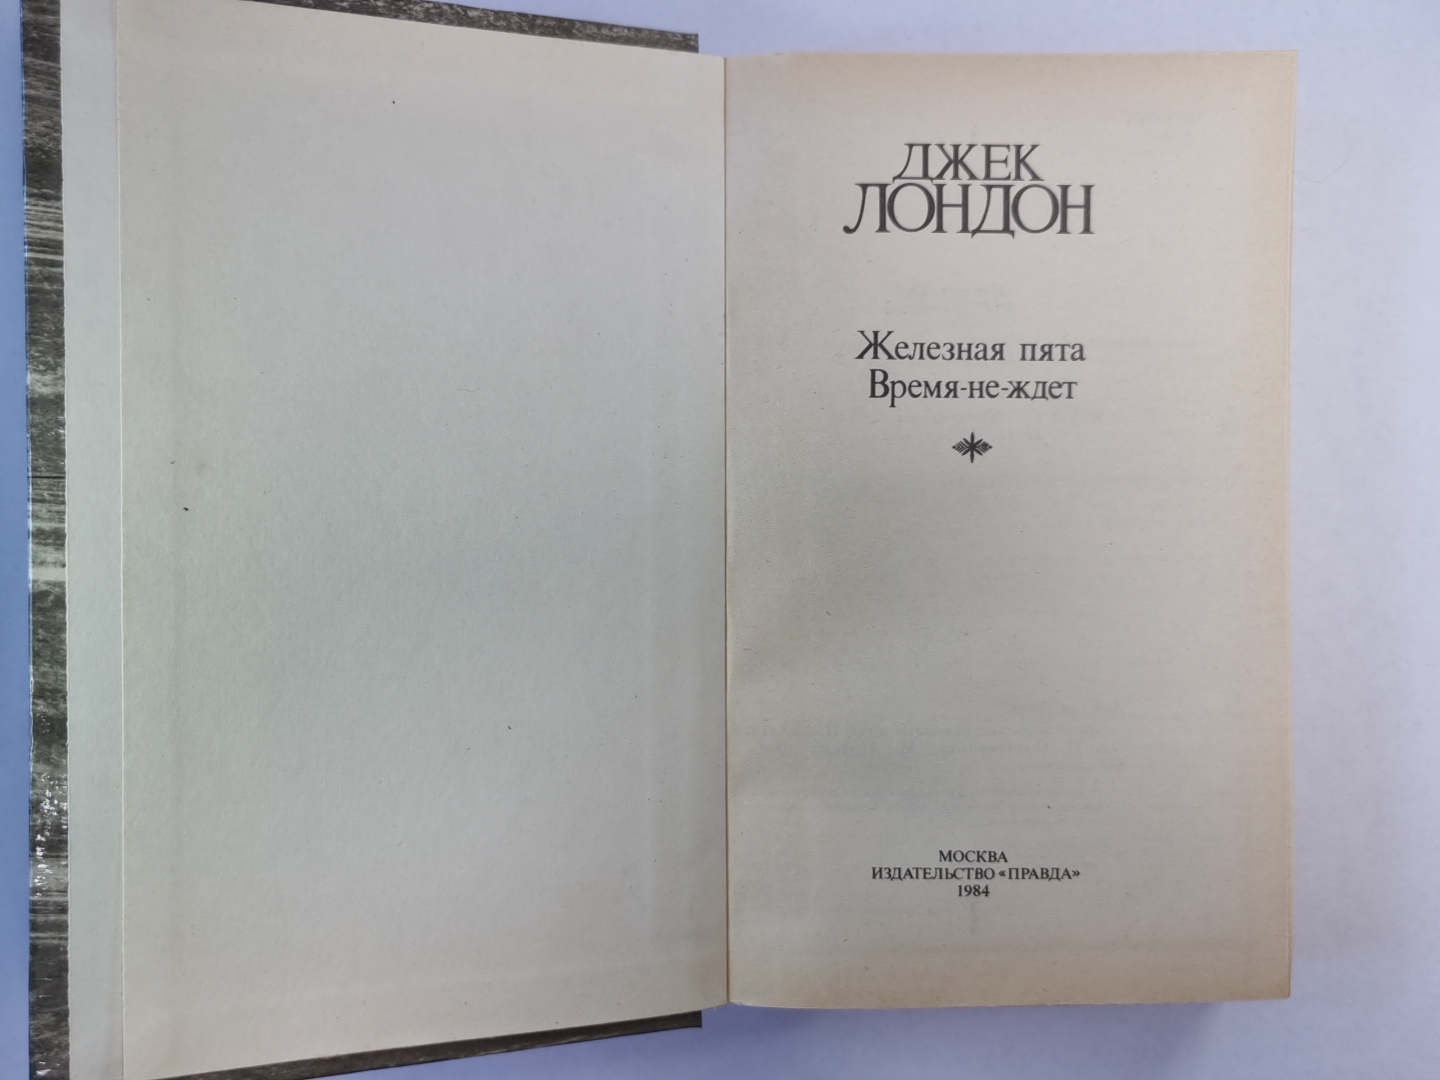 ДЖЕК
ЛОНДОН
Железная пята
Время-не-ждет
МОСКВА
ИЗДАТЕЛЬСТВО «ПРАВДА»
1984